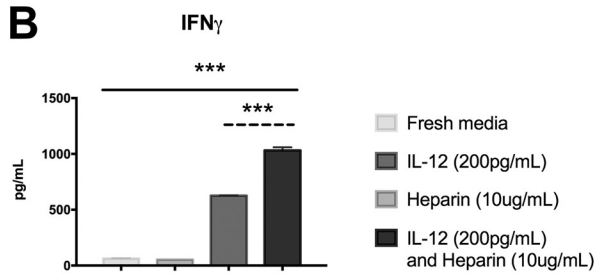 B
IFNγ
***
***
1500
1000
500
0
pg/mL
Fresh media
IL-12 (200pg/mL)
Heparin (10ug/mL)
IL-12 (200pg/mL)
and Heparin (10ug/mL)